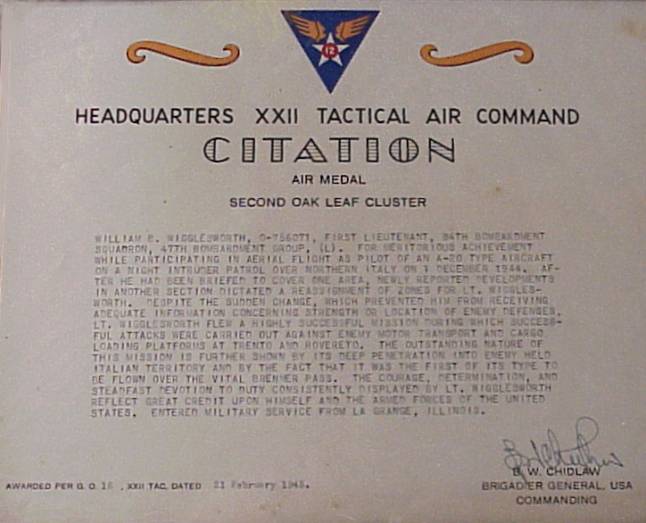 12
HEADQUARTERS XXII TACTICAL AIR COMMAND
CITATION
AIR MEDAL
SECOND OAK LEAF CLUSTER
WILLIAM B. WIGGLESWORTH, O-756071, FIRST LIEUTENANT, 84TH BOMBARDMENT
SQUADRON, 47TH BOMBARDMENT GROUP, (L). FOR MERITORIOUS ACHIEVEMENT
WHILE PARTICIPATING IN AERIAL FLIGHT AS PILOT OF AN A-20 TYPE AIRCRAFT
ON A NIGHT INTRUDER PATROL OVER NORTHERN ITALY ON 1 DECEMBER 1944. AF-
TER HE HAD BEEN BRIEFED TO COVER ONE AREA, NEWLY REPORTED DEVELOPMENTS
IN ANOTHER SECTION DICTATED A REASSIGNMENT OF ZONES FOR LT. WIGGLES-
WORTH. DESPITE THE SUDDEN CHANGE, WHICH PREVENTED HIM FROM RECEIVING
ADEQUATE INFORMATION CONCERNING STRENGTH OR LOCATION OF ENEMY DEFENSES,
LT. WIGGLESWORTH FLEW A HIGHLY SUCCESSFUL MISSION DURING WHICH SUCCESS-
FUL ATTACKS WERE CARRIED OUT AGAINST ENEMY MOTOR TRANSPORT AND CARGO
LOADING PLATFORMS AT TRENTO AND ROVERETO. THE OUTSTANDING NATURE OF
THIS MISSION IS FURTHER SHOWN BY ITS DEEP PENETRATION INTO ENEMY HELD
ITALIAN TERRITORY AND BY THE FACT THAT IT WAS THE FIRST OF ITS TYPE TO
BE FLOWN OVER THE VITAL BRENNER PASS. THE COURAGE, DETERMINATION, AND
STEADFAST DEVOTION TO DUTY CONSISTENTLY DISPLAYED BY LT. WIGGLESWORTH
REFLECT GREAT CREDIT UPON HIMSELF AND THE ARMED FORCES OF THE UNITED
STATES. ENTERED MILITARY SERVICE FROM LA GRANGE, ILLINOIS.
B. W. CHIDLAW
AWARDED PER G. O. 16 , XXII TAC, DATED 21 February 1945.
BRIGADIER GENERAL, USA
COMMANDING